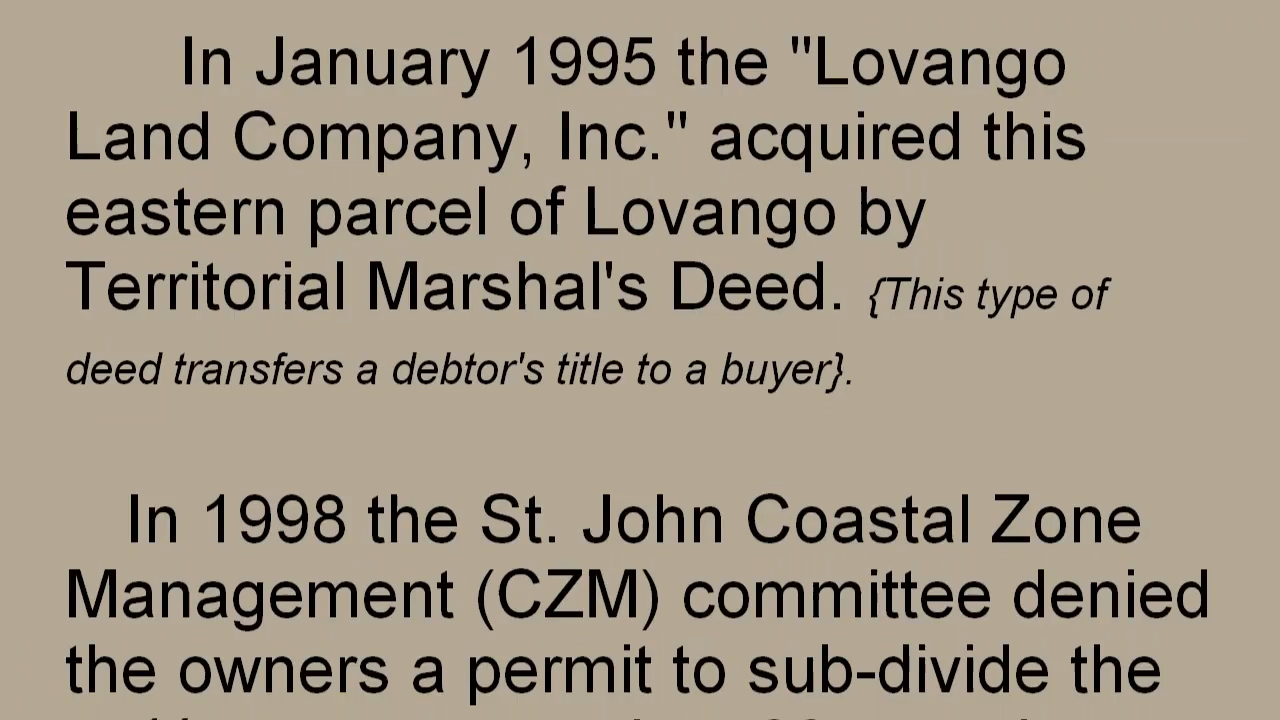 In January 1995 the "Lovango
Land Company, Inc." acquired this
eastern parcel of Lovango by
Territorial Marshal's Deed. {This type of
deed transfers a debtor's title to a buyer}.
In 1998 the St. John Coastal Zone
Management (CZM) committee denied
the owners a permit to sub-divide the